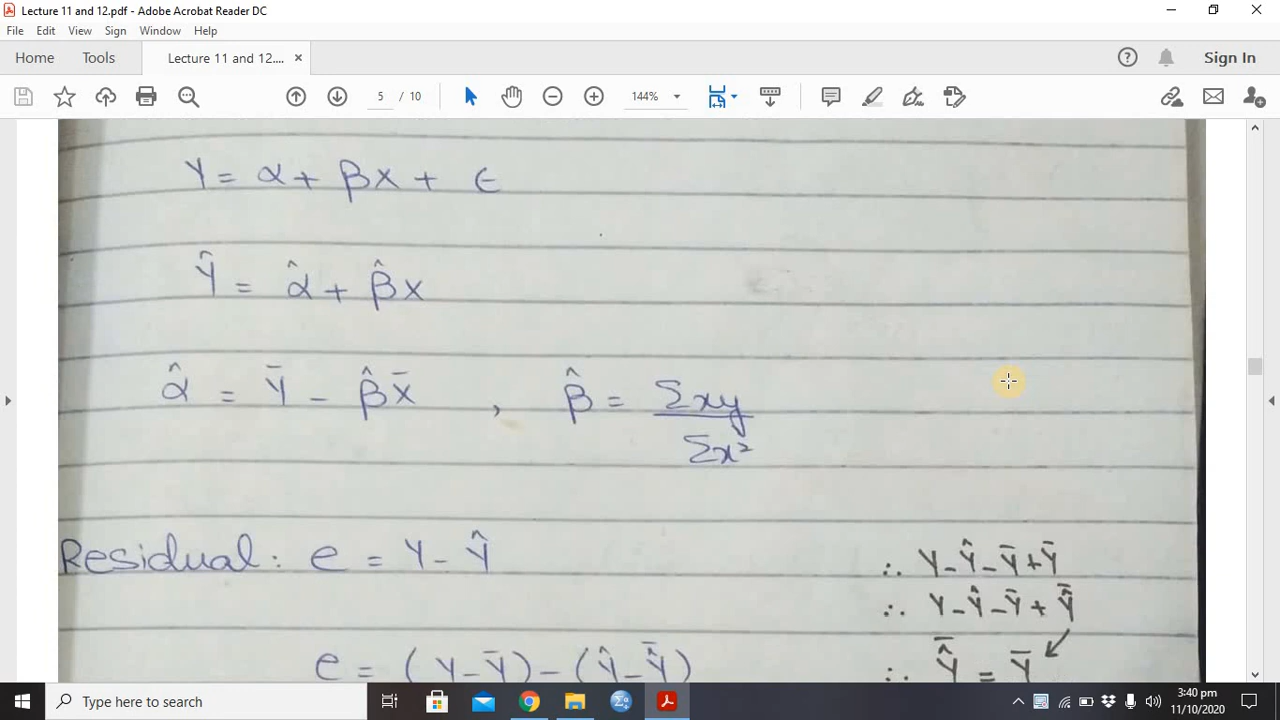 Lecture 11 and 12.pdf - Adobe Acrobat Reader DC
File Edit View Sign Window Help
Home Tools Lecture 11 and 12.... × Sign In
5 / 10 144%
Y = α + βX + ϵ
Ŷ = α̂ + β̂X
α̂ = Ȳ - β̂X̄ , β̂ = Σxy / Σx²
Residual: e = Y - Ŷ
∴ Y - Ŷ - Ȳ + Ȳ
∴ Y - Ŷ - Ȳ + Ŷ̄
e = (Y - Ȳ) - (Ŷ - Ŷ̄)
∴ Ŷ̄ = Ȳ
Type here to search
3:40 pm
11/10/2020